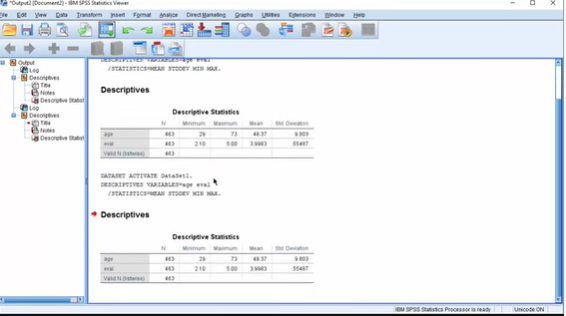 *Output2 [Document2] - IBM SPSS Statistics Viewer
File Edit View Data Transform Insert Format Analyze Direct Marketing Graphs Utilities Extensions Window Help
Output
Log
Descriptives
Title
Notes
Descriptive Statist
Log
Descriptives
Title
Notes
Descriptive Statist
DESCRIPTIVES VARIABLES=age eval
/STATISTICS=MEAN STDDEV MIN MAX.
Descriptives
Descriptive Statistics
N Minimum Maximum Mean Std. Deviation
age 463 29 73 48.37 9.803
eval 463 2.10 5.00 3.9983 .55487
Valid N (listwise) 463
DATASET ACTIVATE DataSet1.
DESCRIPTIVES VARIABLES=age eval
/STATISTICS=MEAN STDDEV MIN MAX.
Descriptives
Descriptive Statistics
N Minimum Maximum Mean Std. Deviation
age 463 29 73 48.37 9.803
eval 463 2.10 5.00 3.9983 .55487
Valid N (listwise) 463
IBM SPSS Statistics Processor is ready Unicode:ON